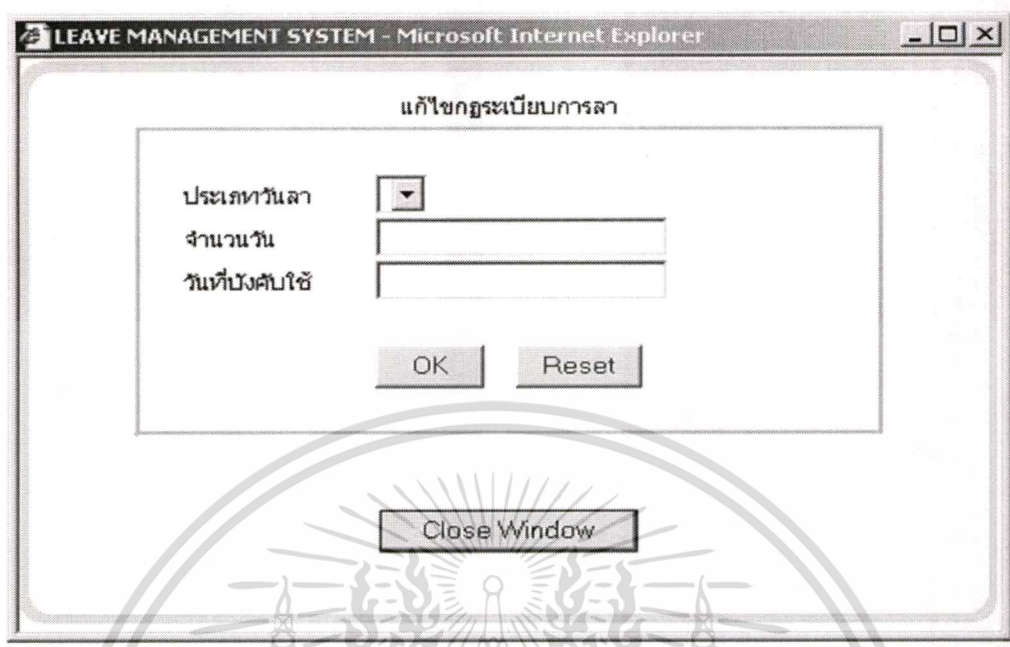 LEAVE MANAGEMENT SYSTEM - Microsoft Internet Explorer
แก้ไขกฎระเบียบการลา
ประเภทวันลา
จำนวนวัน
วันที่บังคับใช้
OK Reset
Close Window